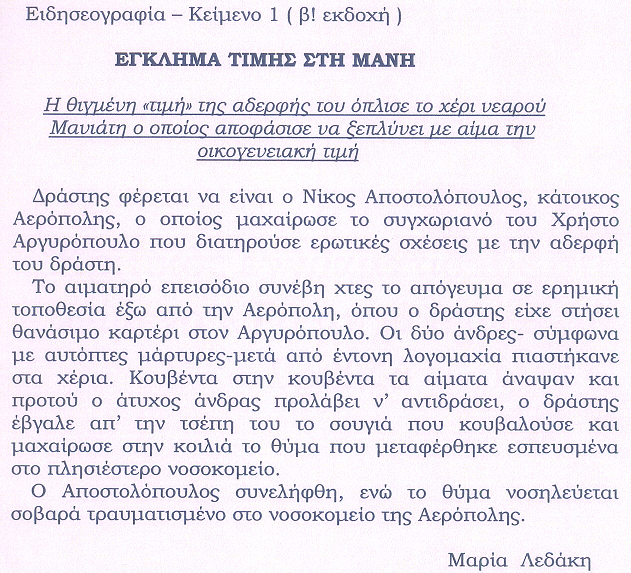 Ειδησεογραφία – Κείμενο 1 ( β! εκδοχή )
ΕΓΚΛΗΜΑ ΤΙΜΗΣ ΣΤΗ ΜΑΝΗ
Η θιγμένη «τιμή» της αδερφής του όπλισε το χέρι νεαρού
Μανιάτη ο οποίος αποφάσισε να ξεπλύνει με αίμα την
οικογενειακή τιμή
Δράστης φέρεται να είναι ο Νίκος Αποστολόπουλος, κάτοικος
Αερόπολης, ο οποίος μαχαίρωσε το συγχωριανό του Χρήστο
Αργυρόπουλο που διατηρούσε ερωτικές σχέσεις με την αδερφή
του δράστη.
Το αιματηρό επεισόδιο συνέβη χτες το απόγευμα σε ερημική
τοποθεσία έξω από την Αερόπολη, όπου ο δράστης είχε στήσει
θανάσιμο καρτέρι στον Αργυρόπουλο. Οι δύο άνδρες- σύμφωνα
με αυτόπτες μάρτυρες-μετά από έντονη λογομαχία πιαστήκανε
στα χέρια. Κουβέντα στην κουβέντα τα αίματα άναψαν και
προτού ο άτυχος άνδρας προλάβει ν’ αντιδράσει, ο δράστης
έβγαλε απ’ την τσέπη του το σουγιά που κουβαλούσε και
μαχαίρωσε στην κοιλιά το θύμα που μεταφέρθηκε εσπευσμένα
στο πλησιέστερο νοσοκομείο.
Ο Αποστολόπουλος συνελήφθη, ενώ το θύμα νοσηλεύεται
σοβαρά τραυματισμένο στο νοσοκομείο της Αερόπολης.
Μαρία Λεδάκη